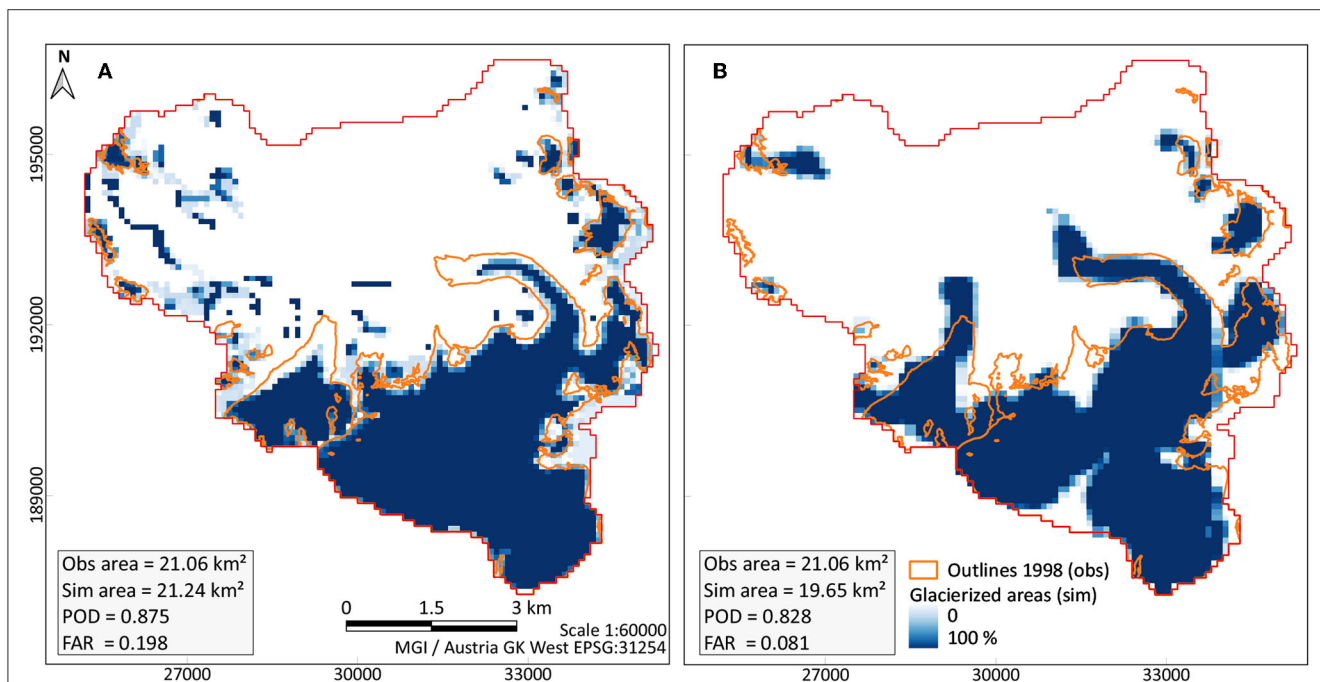 N
A
B
195000
192000
189000
Obs area = 21.06 km²
Sim area = 21.24 km²
POD = 0.875
FAR = 0.198
0 1.5 3 km
Scale 1:60000
MGI / Austria GK West EPSG:31254
Obs area = 21.06 km²
Sim area = 19.65 km²
POD = 0.828
FAR = 0.081
Outlines 1998 (obs)
Glacierized areas (sim)
0
100 %
27000 30000 33000
27000 30000 33000